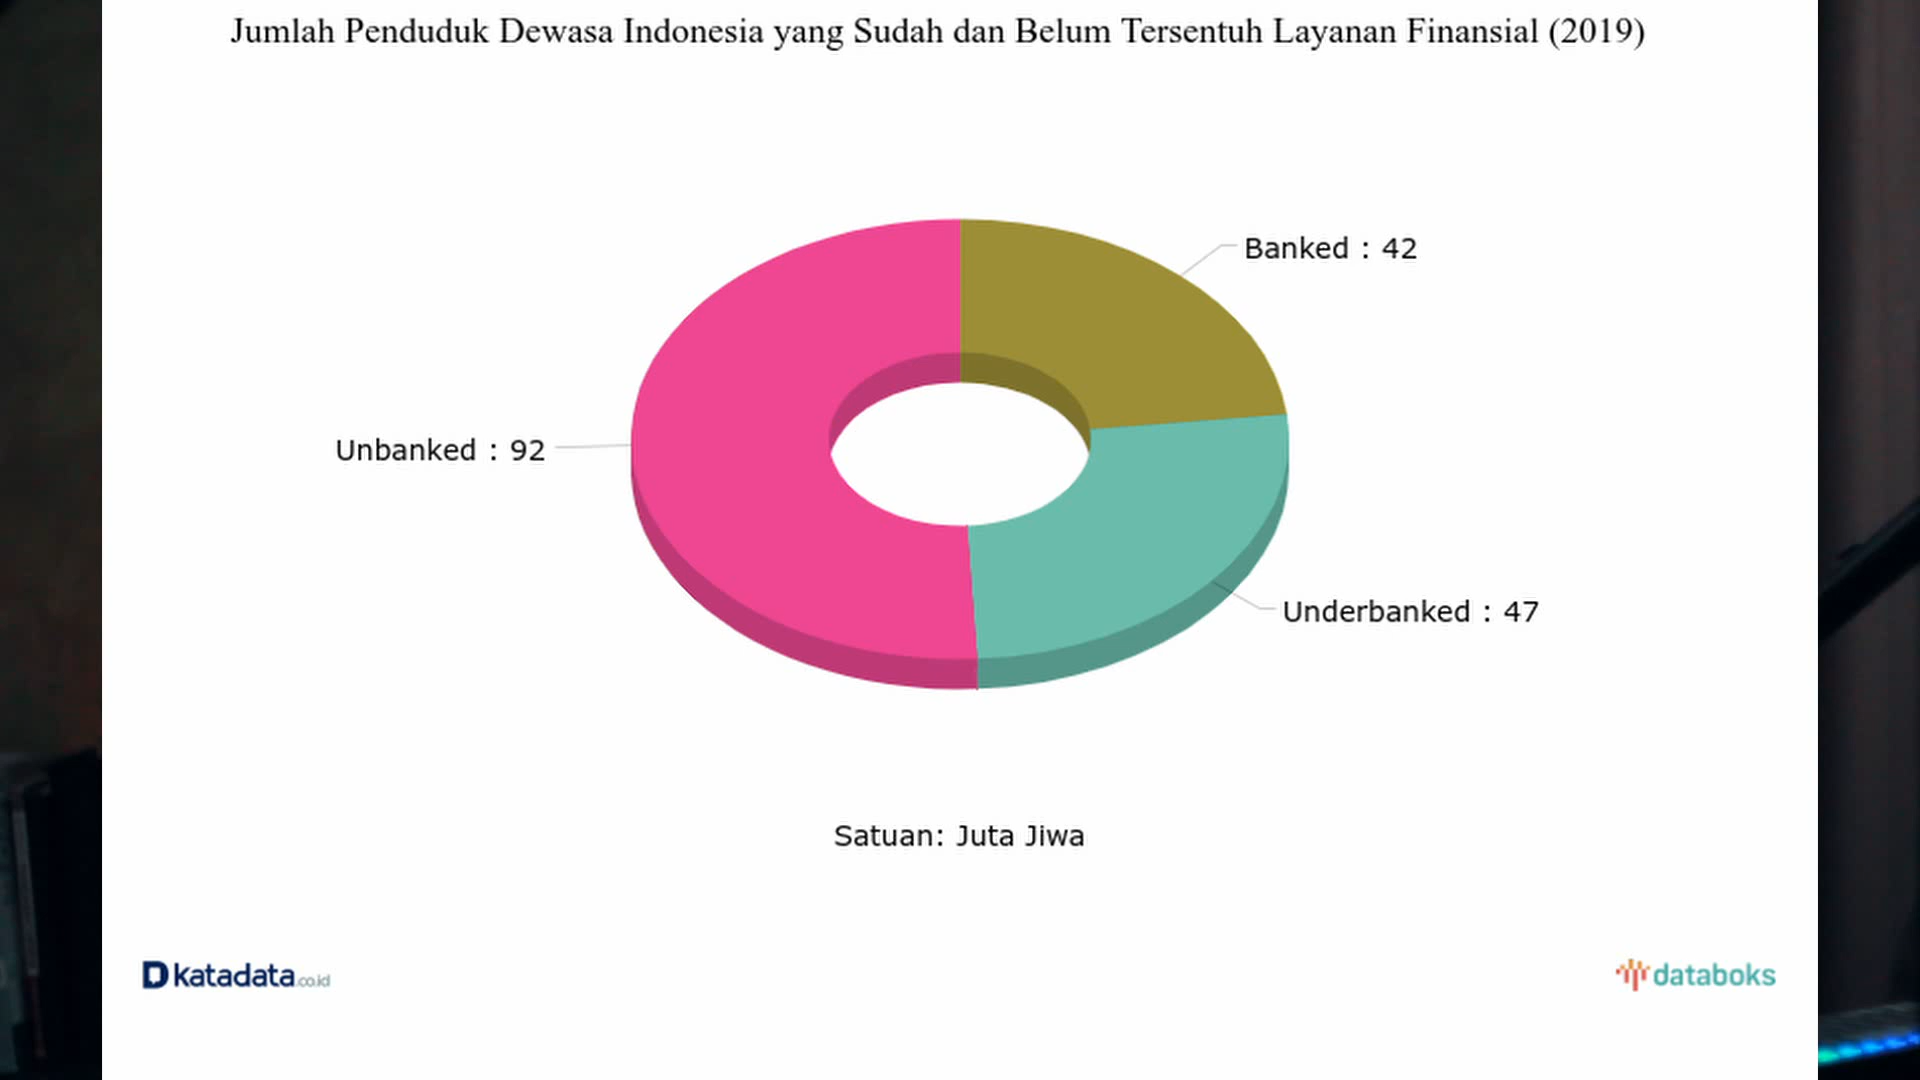 Jumlah Penduduk Dewasa Indonesia yang Sudah dan Belum Tersentuh Layanan Finansial (2019)
Banked : 42
Unbanked : 92
Underbanked : 47
Satuan: Juta Jiwa
katadata.co.id
databoks